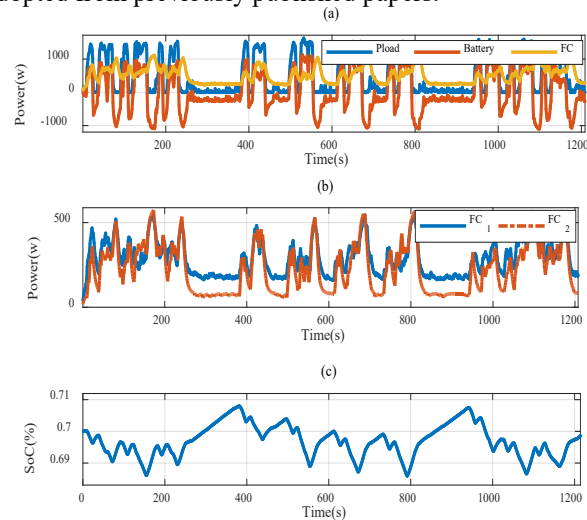 dopted from previously published papers.
(a)
Pload Battery FC
1000
0
-1000
Power(w)
200 400 600 800 1000 1200
Time(s)
(b)
FC 1 FC 2
500
0
Power(w)
200 400 600 800 1000 1200
Time(s)
(c)
0.71
0.7
0.69
SoC(%)
0 200 400 600 800 1000 1200
Time(s)